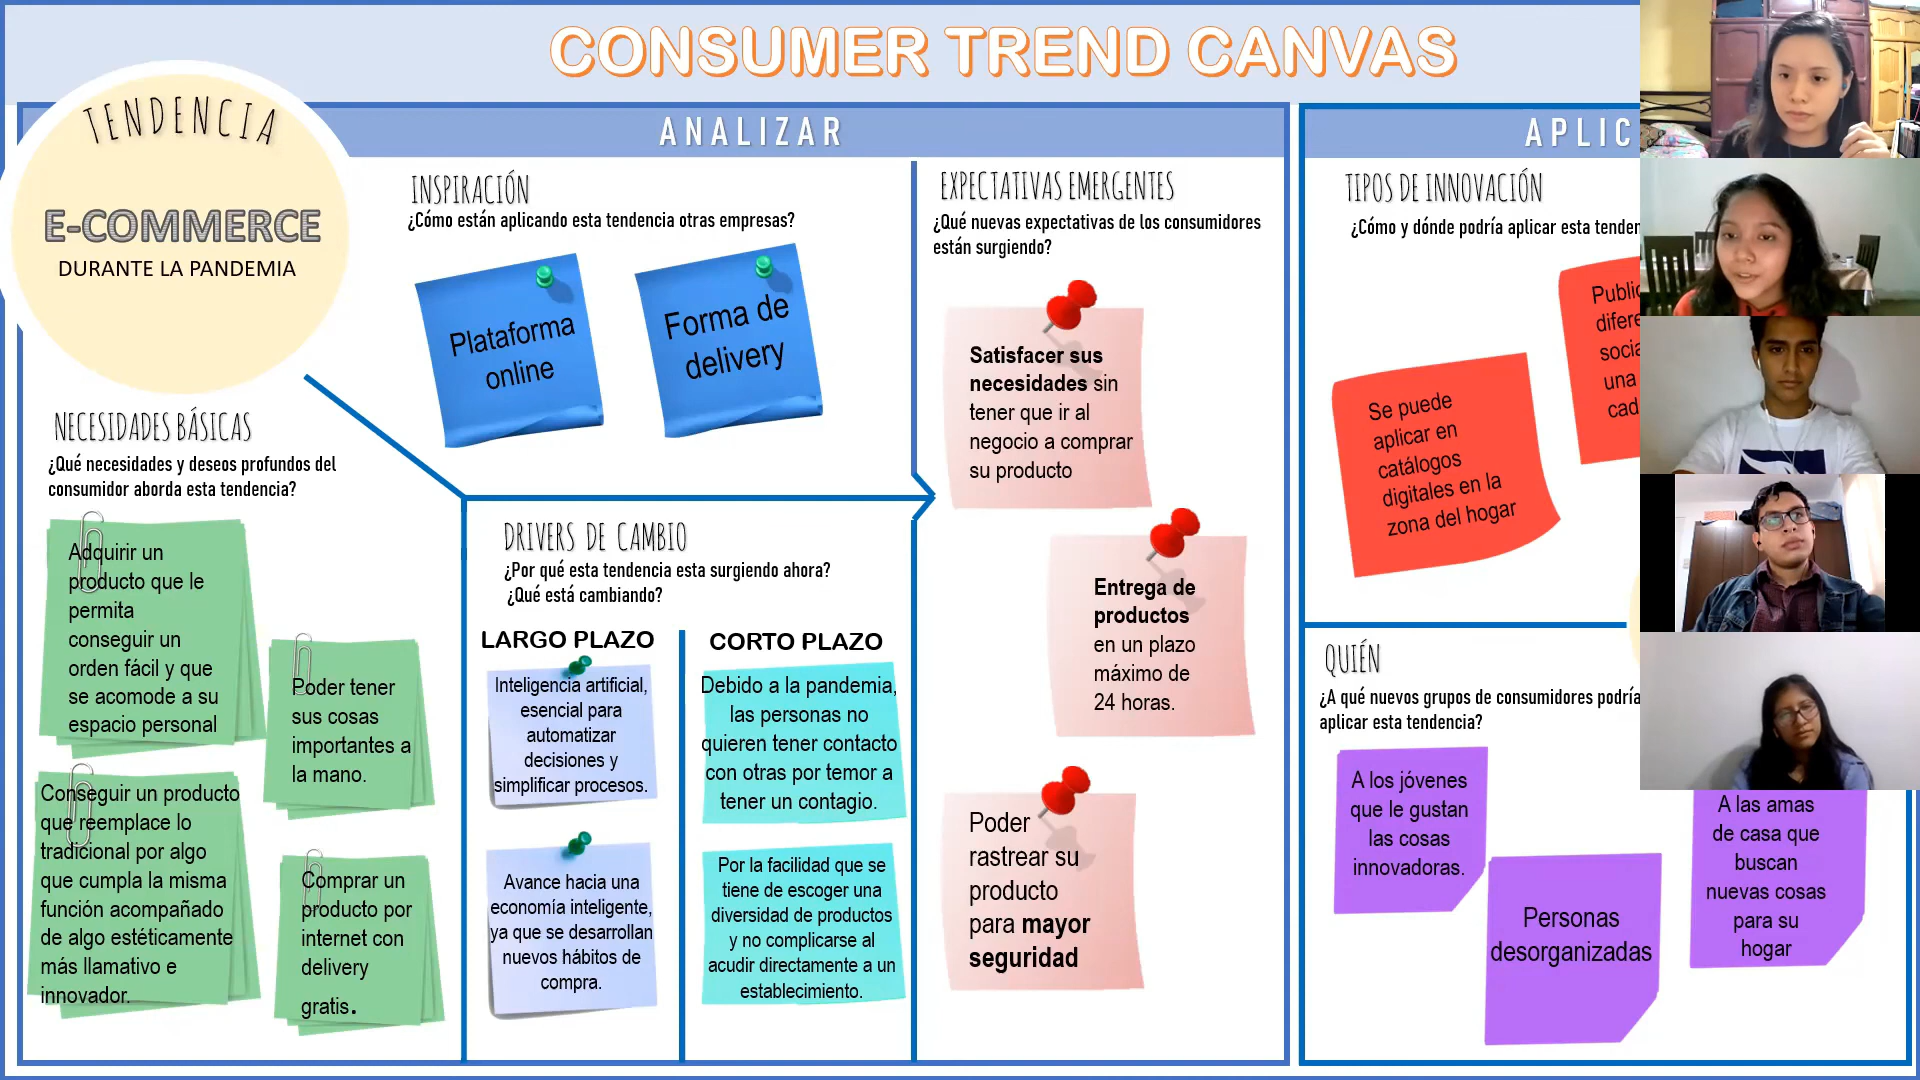 CONSUMER TREND CANVAS
TENDENCIA
E-COMMERCE
DURANTE LA PANDEMIA
ANALIZAR
INSPIRACIÓN
¿Cómo están aplicando esta tendencia otras empresas?
Plataforma
online
Forma de
delivery
EXPECTATIVAS EMERGENTES
¿Qué nuevas expectativas de los consumidores
están surgiendo?
Satisfacer sus
necesidades sin
tener que ir al
negocio a comprar
su producto
Entrega de
productos
en un plazo
máximo de
24 horas.
Poder
rastrear su
producto
para mayor
seguridad
NECESIDADES BÁSICAS
¿Qué necesidades y deseos profundos del
consumidor aborda esta tendencia?
Adquirir un
producto que le
permita
conseguir un
orden fácil y que
se acomode a su
espacio personal
Poder tener
sus cosas
importantes a
la mano.
Conseguir un producto
que reemplace lo
tradicional por algo
que cumpla la misma
función acompañado
de algo estéticamente
más llamativo e
innovador.
Comprar un
producto por
internet con
delivery
gratis.
DRIVERS DE CAMBIO
¿Por qué esta tendencia esta surgiendo ahora?
¿Qué está cambiando?
LARGO PLAZO
Inteligencia artificial,
esencial para
automatizar
decisiones y
simplificar procesos.
Avance hacia una
economía inteligente,
ya que se desarrollan
nuevos hábitos de
compra.
CORTO PLAZO
Debido a la pandemia,
las personas no
quieren tener contacto
con otras por temor a
tener un contagio.
Por la facilidad que se
tiene de escoger una
diversidad de productos
y no complicarse al
acudir directamente a un
establecimiento.
APLIC
TIPOS DE INNOVACIÓN
¿Cómo y dónde podría aplicar esta
Se puede
aplicar en
catálogos
digitales en la
zona del hogar
una
QUIÉN
¿A qué nuevos grupos de consumidores podría
aplicar esta tendencia?
A los jóvenes
que le gustan
las cosas
innovadoras.
Personas
desorganizadas
A las amas
de casa que
buscan
nuevas cosas
para su
hogar